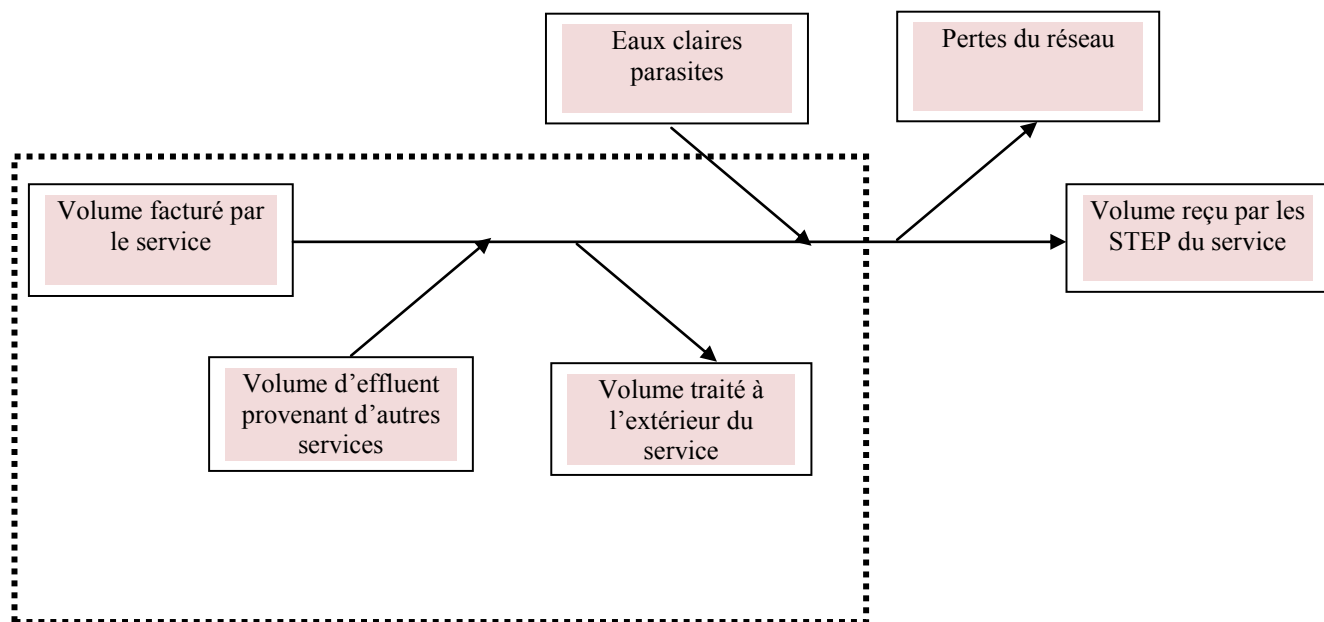 Eaux claires
parasites
Pertes du réseau
Volume facturé par
le service
Volume reçu par les
STEP du service
Volume d’effluent
provenant d’autres
services
Volume traité à
l’extérieur du
service